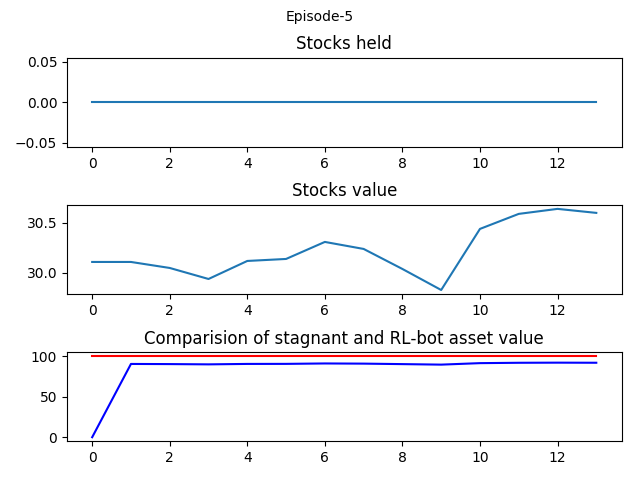 Episode-5
Stocks held
0.05
0.00
−0.05
0 2 4 6 8 10 12
Stocks value
30.5
30.0
0 2 4 6 8 10 12
Comparision of stagnant and RL-bot asset value
100
50
0
0 2 4 6 8 10 12